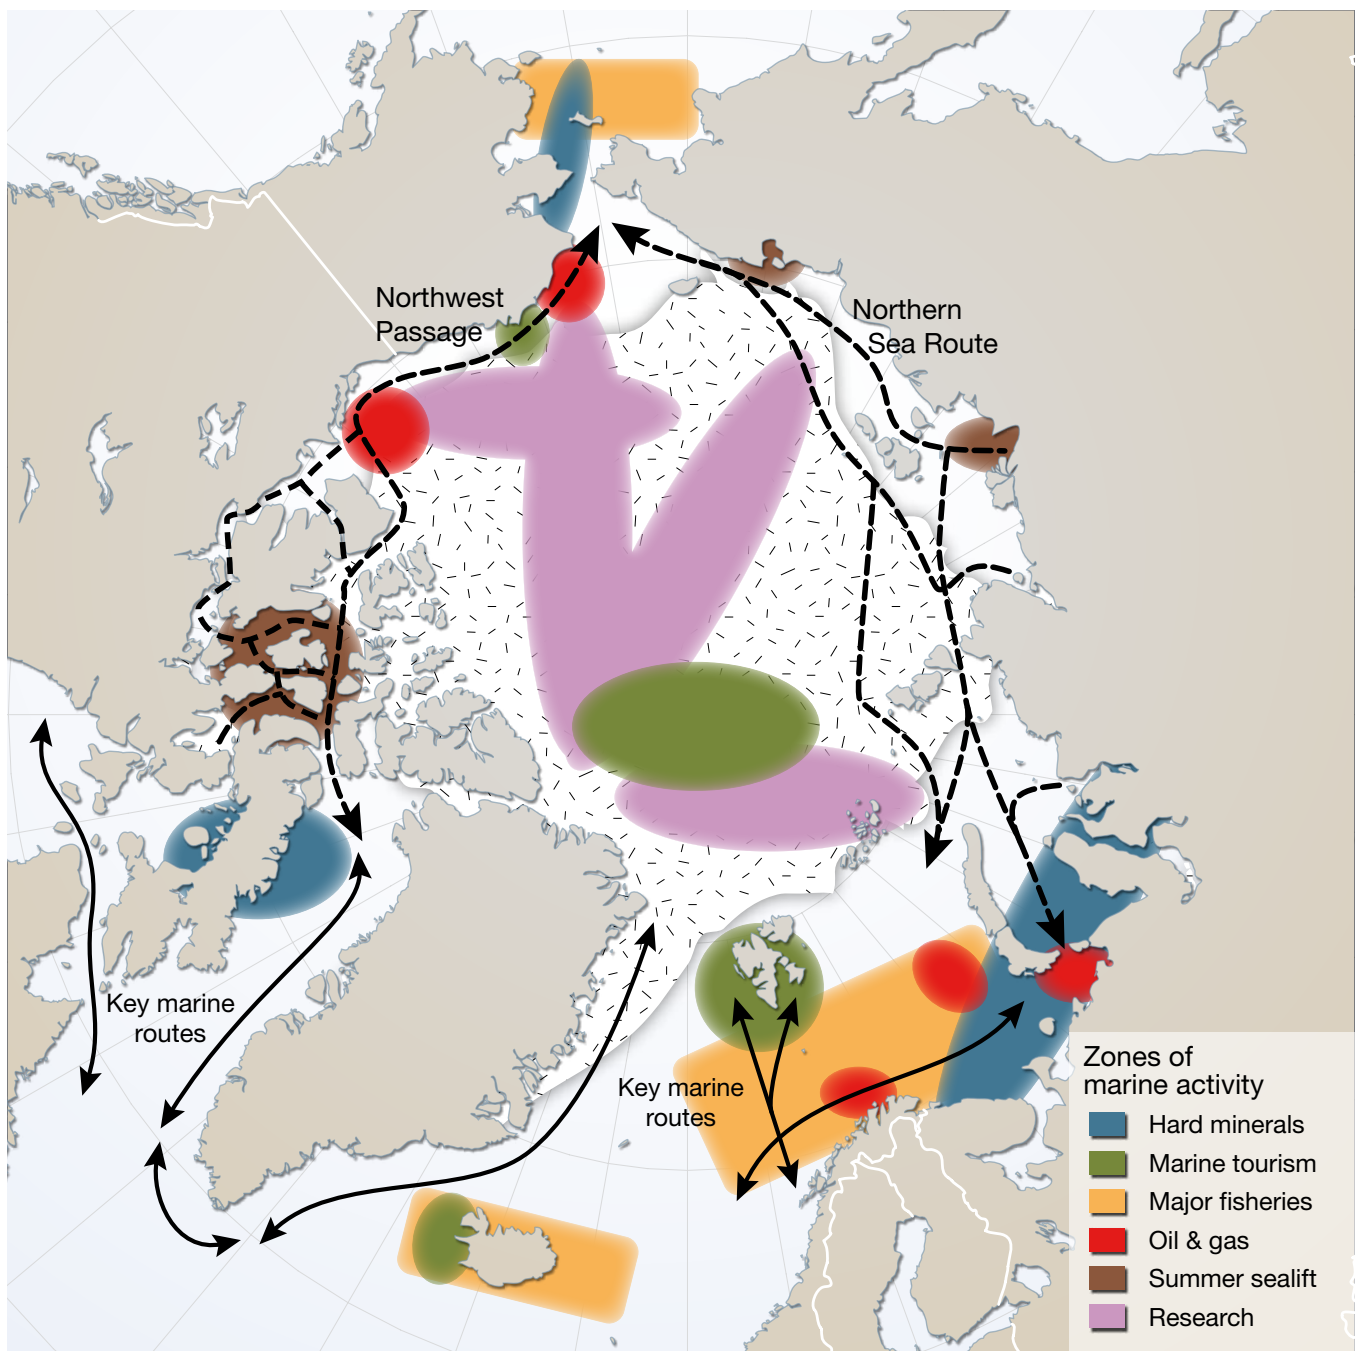 Northwest
Passage
Northern
Sea Route
Key marine
routes
Key marine
routes
Zones of
marine activity
Hard minerals
Marine tourism
Major fisheries
Oil & gas
Summer sealift
Research